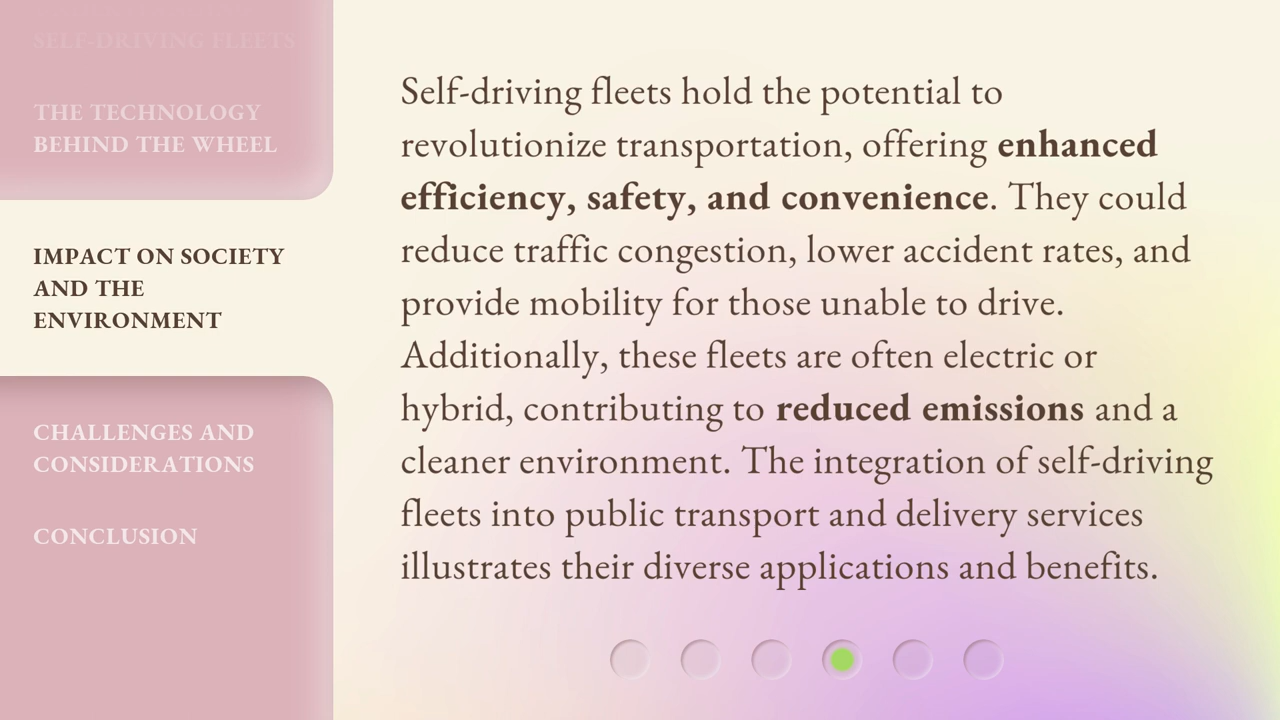 SELF-DRIVING FLEETS
THE TECHNOLOGY
BEHIND THE WHEEL
IMPACT ON SOCIETY
AND THE
ENVIRONMENT
CHALLENGES AND
CONSIDERATIONS
CONCLUSION
Self-driving fleets hold the potential to
revolutionize transportation, offering enhanced
efficiency, safety, and convenience. They could
reduce traffic congestion, lower accident rates, and
provide mobility for those unable to drive.
Additionally, these fleets are often electric or
hybrid, contributing to reduced emissions and a
cleaner environment. The integration of self-driving
fleets into public transport and delivery services
illustrates their diverse applications and benefits.